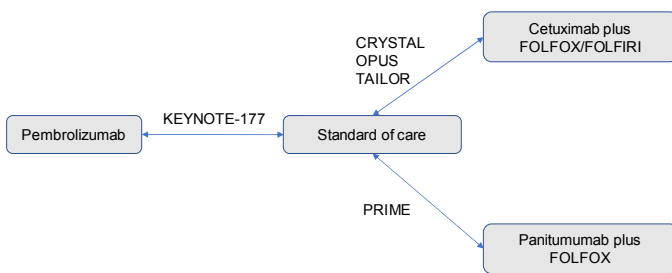 CRYSTAL
OPUS
TAILOR
Cetuximab plus
FOLFOX/FOLFIRI
Pembrolizumab
KEYNOTE-177
Standard of care
PRIME
Panitumumab plus
FOLFOX